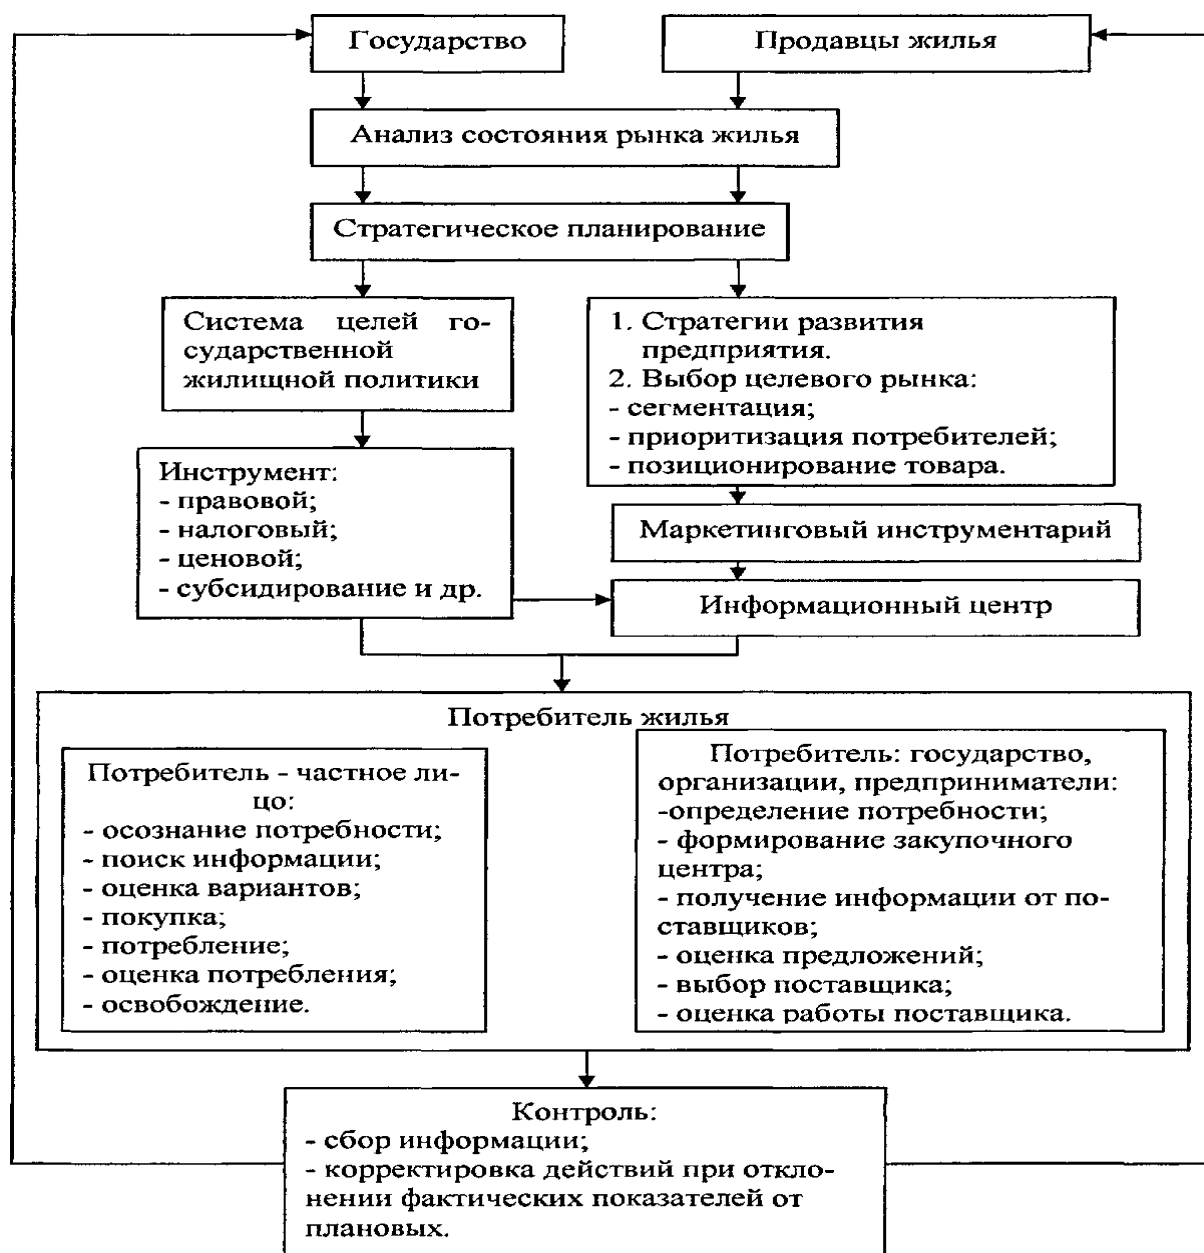 Государство
Продавцы жилья
Анализ состояния рынка жилья
Стратегическое планирование
Система целей го-
сударственной
жилищной политики
1. Стратегии развития
предприятия.
2. Выбор целевого рынка:
- сегментация;
- приоритизация потребителей;
- позиционирование товара.
Инструмент:
- правовой;
- налоговый;
- ценовой;
- субсидирование и др.
Маркетинговый инструментарий
Информационный центр
Потребитель жилья
Потребитель - частное ли-
цо:
- осознание потребности;
- поиск информации;
- оценка вариантов;
- покупка;
- потребление;
- оценка потребления;
- освобождение.
Потребитель: государство,
организации, предприниматели:
-определение потребности;
- формирование закупочного
центра;
- получение информации от по-
ставщиков;
- оценка предложений;
- выбор поставщика;
- оценка работы поставщика.
Контроль:
- сбор информации;
- корректировка действий при откло-
нении фактических показателей от
плановых.